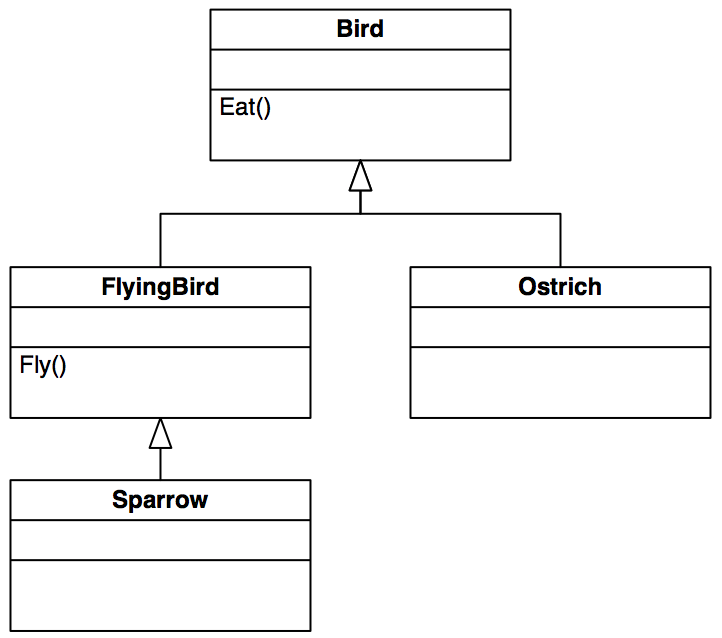 Bird
Eat()
FlyingBird
Ostrich
Fly()
Sparrow